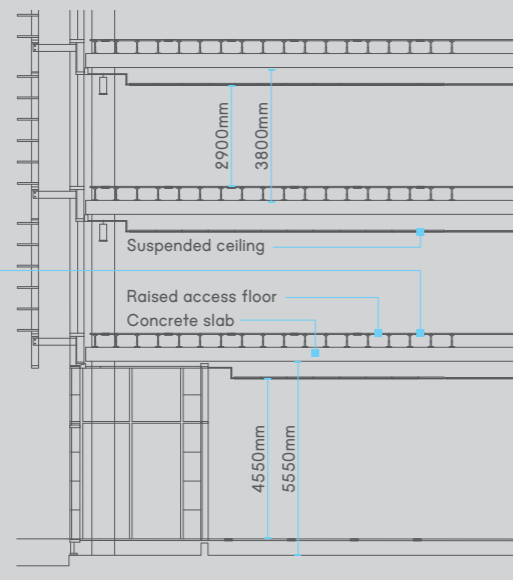 2900mm
3800mm
Suspended ceiling
Raised access floor
Concrete slab
4550mm
5550mm